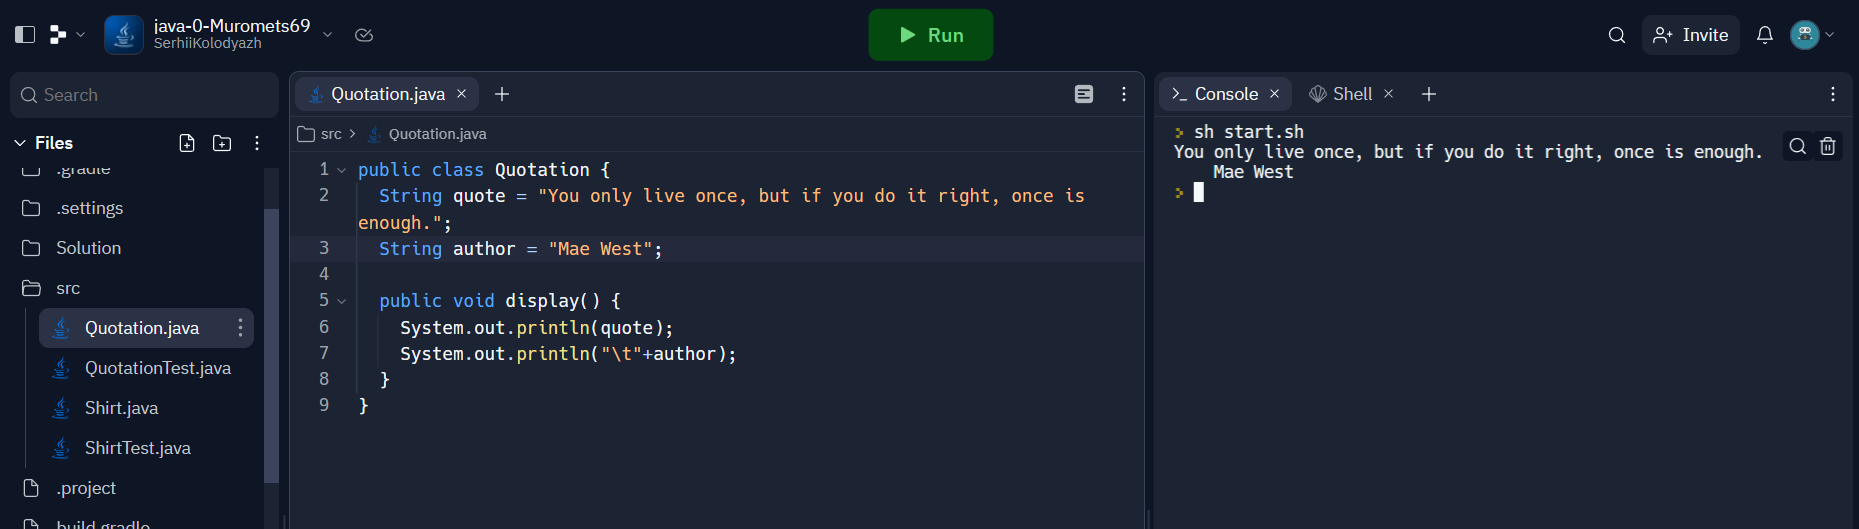 java-0-Muromets69
SerhiiKolodyazh
Run
Invite
Search
Files
.gradle
.settings
Solution
src
Quotation.java
QuotationTest.java
Shirt.java
ShirtTest.java
.project
build.gradle
Quotation.java
src > Quotation.java
1 public class Quotation {
2   String quote = "You only live once, but if you do it right, once is
enough.";
3   String author = "Mae West";
4
5   public void display() {
6     System.out.println(quote);
7     System.out.println("\t"+author);
8   }
9 }
Console
Shell
> sh start.sh
You only live once, but if you do it right, once is enough.
    Mae West
>